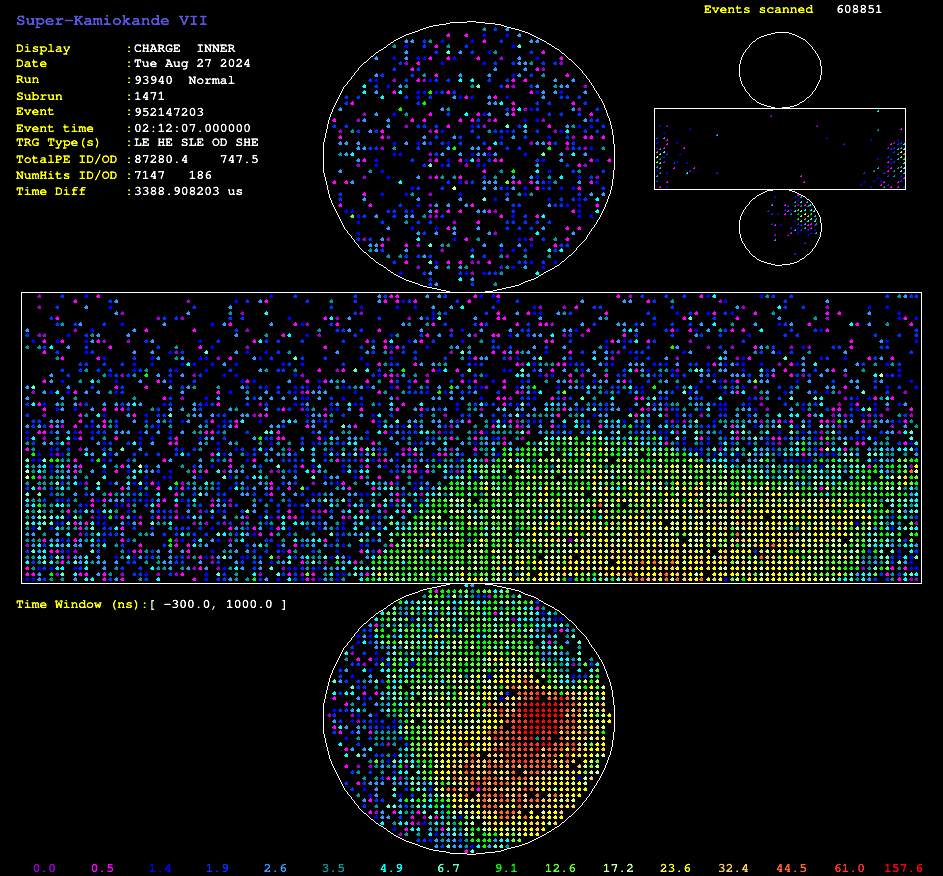 Super-Kamiokande VII
Events scanned 608851
Display :CHARGE INNER
Date :Tue Aug 27 2024
Run :93940 Normal
Subrun :1471
Event :952147203
Event time :02:12:07.000000
TRG Type(s) :LE HE SLE OD SHE
TotalPE ID/OD :87280.4 747.5
NumHits ID/OD :7147 186
Time Diff :3388.908203 us
Time Window (ns):[ -300.0, 1000.0 ]
0.0 0.5 1.4 1.9 2.6 3.5 4.9 6.7 9.1 12.6 17.2 23.6 32.4 44.5 61.0 157.6